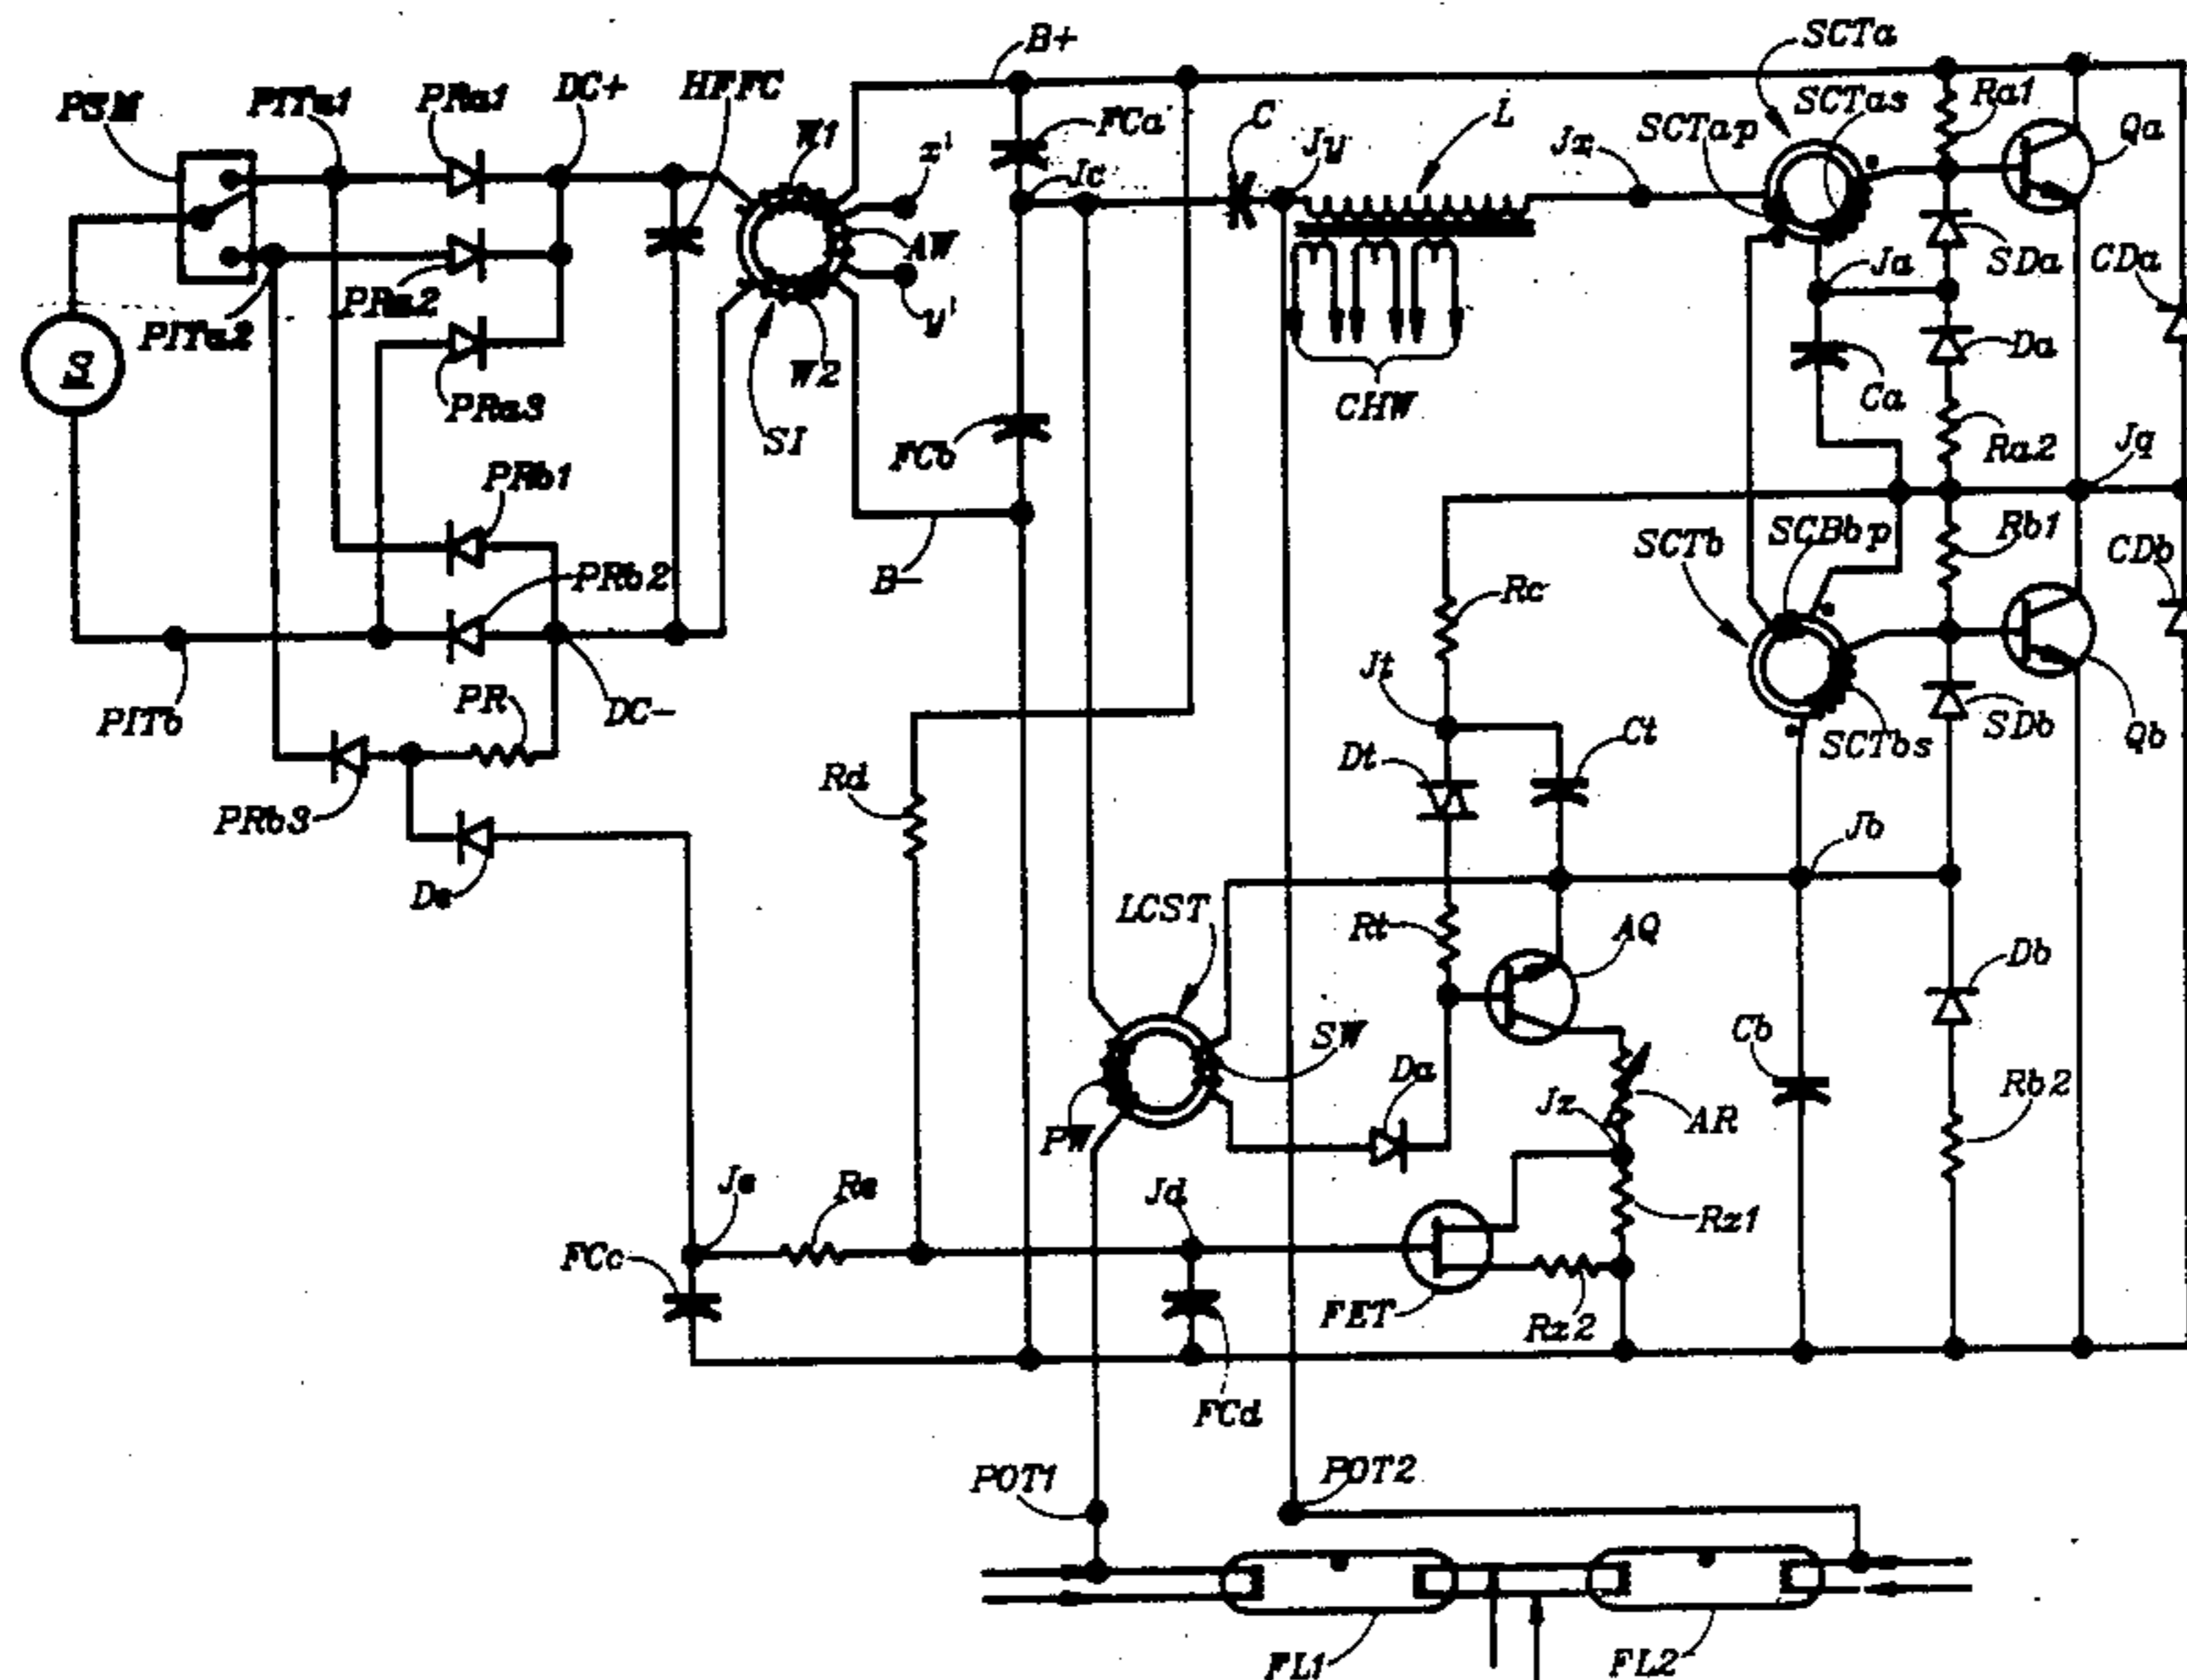 B+
SCTa
PSM
PITa1
PRa1
DC+
HFFC
W1
FCa
x'
C
Jy
L
Jx
SCTap
SCTas
Ra1
Qa
Jc
AW
PRa2
PITa2
y'
Ja
SDa
CDa
S
PRa3
W2
SI
CHW
Ca
Da
Ra2
Jq
FCb
PRb1
PRb2
B-
SCTb
SCBbp
Rb1
CDb
Rc
PITb
PR
DC-
Jt
Dt
Ct
SCTbs
SDb
Qb
PRb3
Rd
De
Jb
LCST
Rt
AQ
Db
SW
Da
Jz
AR
Cb
Rb2
PW
Je
Re
Jd
Rz1
FCc
FET
Rz2
FCd
POT1
POT2
FL1
FL2